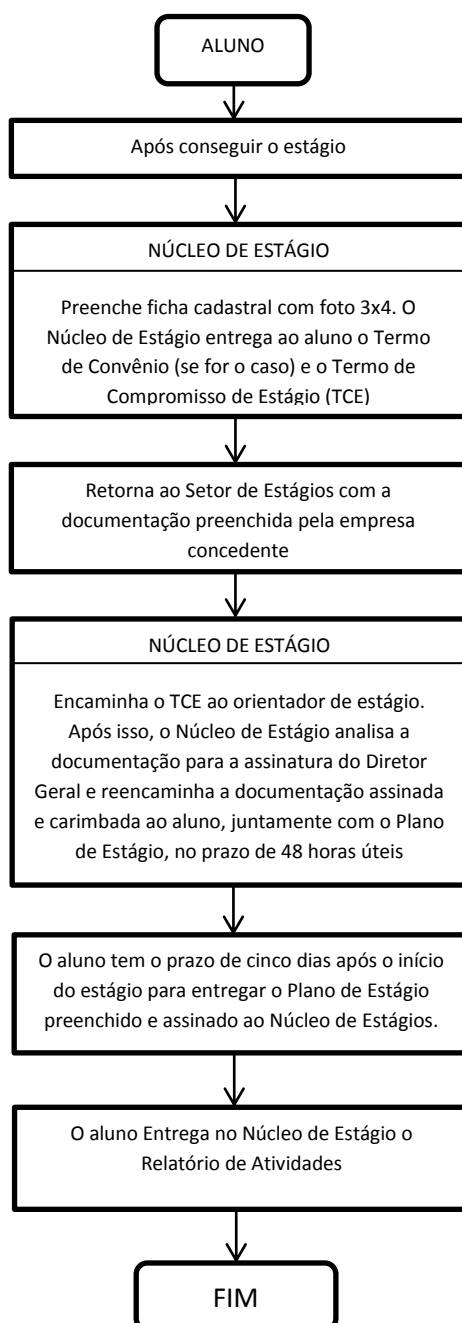 ALUNO
Após conseguir o estágio
NÚCLEO DE ESTÁGIO
Preenche ficha cadastral com foto 3x4. O
Núcleo de Estágio entrega ao aluno o Termo
de Convênio (se for o caso) e o Termo de
Compromisso de Estágio (TCE)
Retorna ao Setor de Estágios com a
documentação preenchida pela empresa
concedente
NÚCLEO DE ESTÁGIO
Encaminha o TCE ao orientador de estágio.
Após isso, o Núcleo de Estágio analisa a
documentação para a assinatura do Diretor
Geral e reencaminha a documentação assinada
e carimbada ao aluno, juntamente com o Plano
de Estágio, no prazo de 48 horas úteis
O aluno tem o prazo de cinco dias após o início
do estágio para entregar o Plano de Estágio
preenchido e assinado ao Núcleo de Estágios.
O aluno Entrega no Núcleo de Estágio o
Relatório de Atividades
FIM